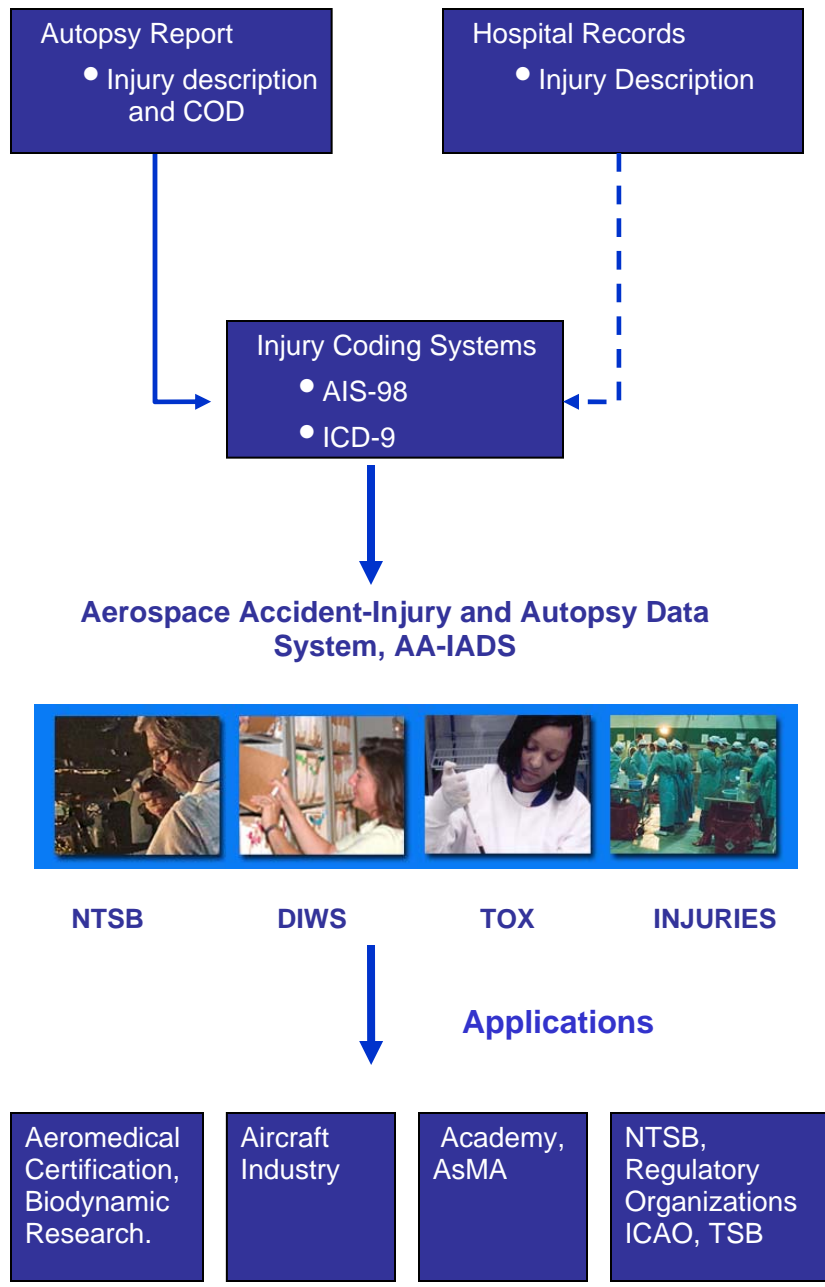 Autopsy Report
• Injury description
and COD
Hospital Records
• Injury Description
Injury Coding Systems
• AIS-98
• ICD-9
Aerospace Accident-Injury and Autopsy Data
System, AA-IADS
NTSB
DIWS
TOX
INJURIES
Applications
Aeromedical
Certification,
Biodynamic
Research.
Aircraft
Industry
Academy,
AsMA
NTSB,
Regulatory
Organizations
ICAO, TSB